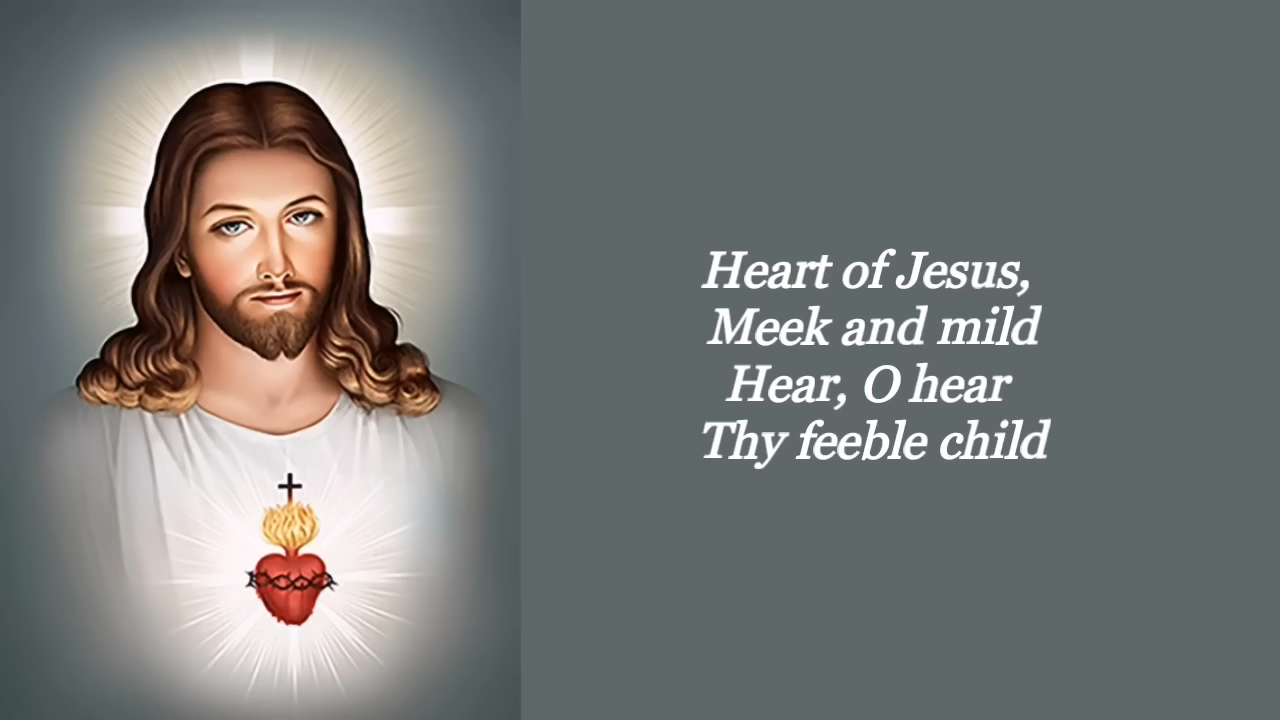 Heart of Jesus,
Meek and mild
Hear, O hear
Thy feeble child